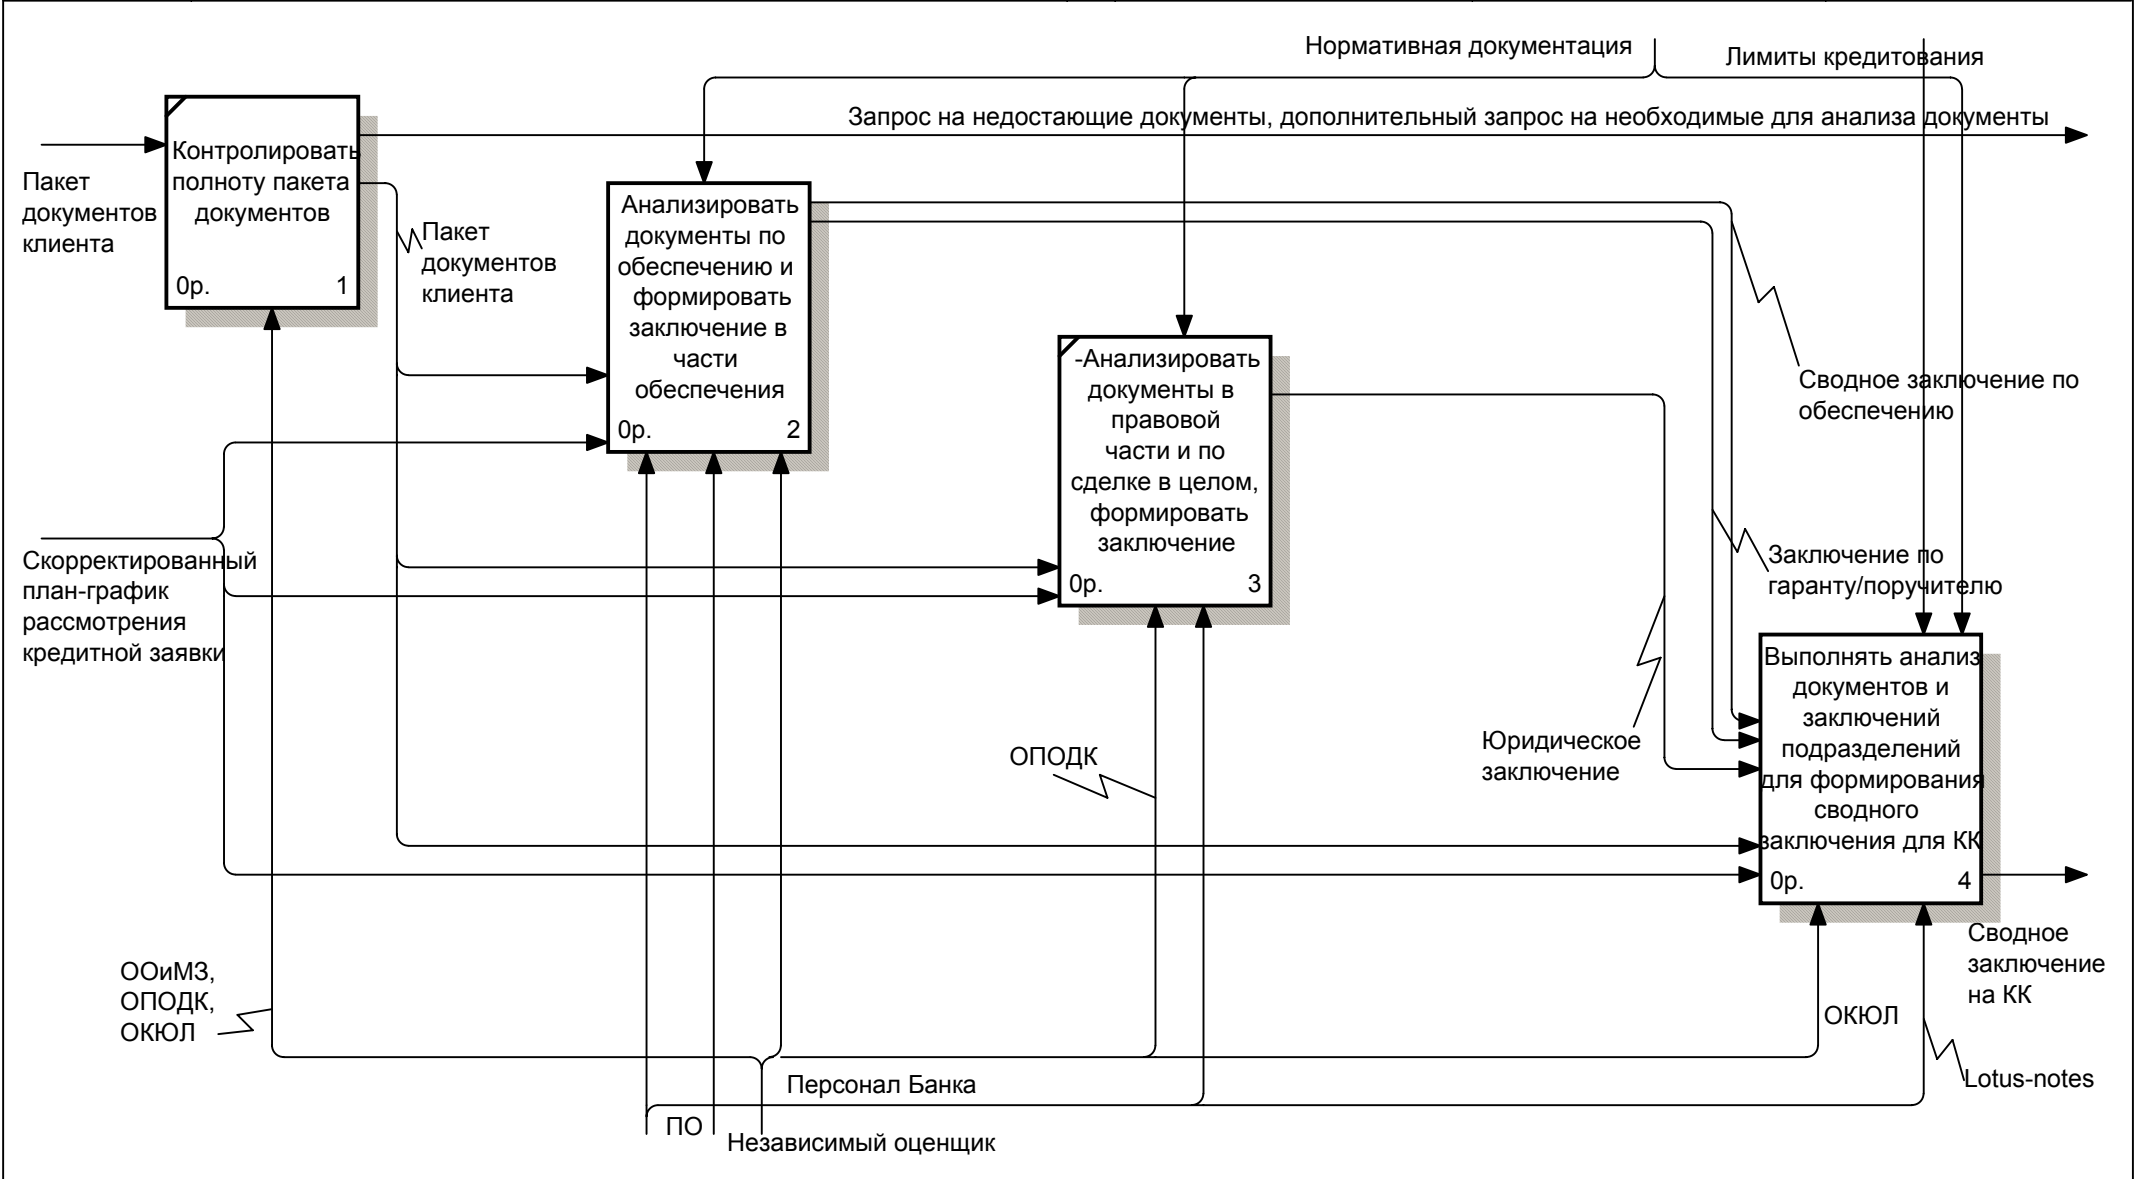 Нормативная документация
Лимиты кредитования
Запрос на недостающие документы, дополнительный запрос на необходимые для анализа документы
Пакет
документов
клиента
Контролировать
полноту пакета
документов
0р. 1
Пакет
документов
клиента
Анализировать
документы по
обеспечению и
формировать
заключение в
части
обеспечения
0р. 2
-Анализировать
документы в
правовой
части и по
сделке в целом,
формировать
заключение
0р. 3
Сводное заключение по
обеспечению
Заключение по
гаранту/поручителю
Скорректированный
план-график
рассмотрения
кредитной заявки
Юридическое
заключение
ОПОДК
Выполнять анализ
документов и
заключений
подразделений
для формирования
сводного
заключения для КК
0р. 4
Сводное
заключение
на КК
ООиМЗ,
ОПОДК,
ОКЮЛ
ОКЮЛ
Lotus-notes
Персонал Банка
ПО
Независимый оценщик